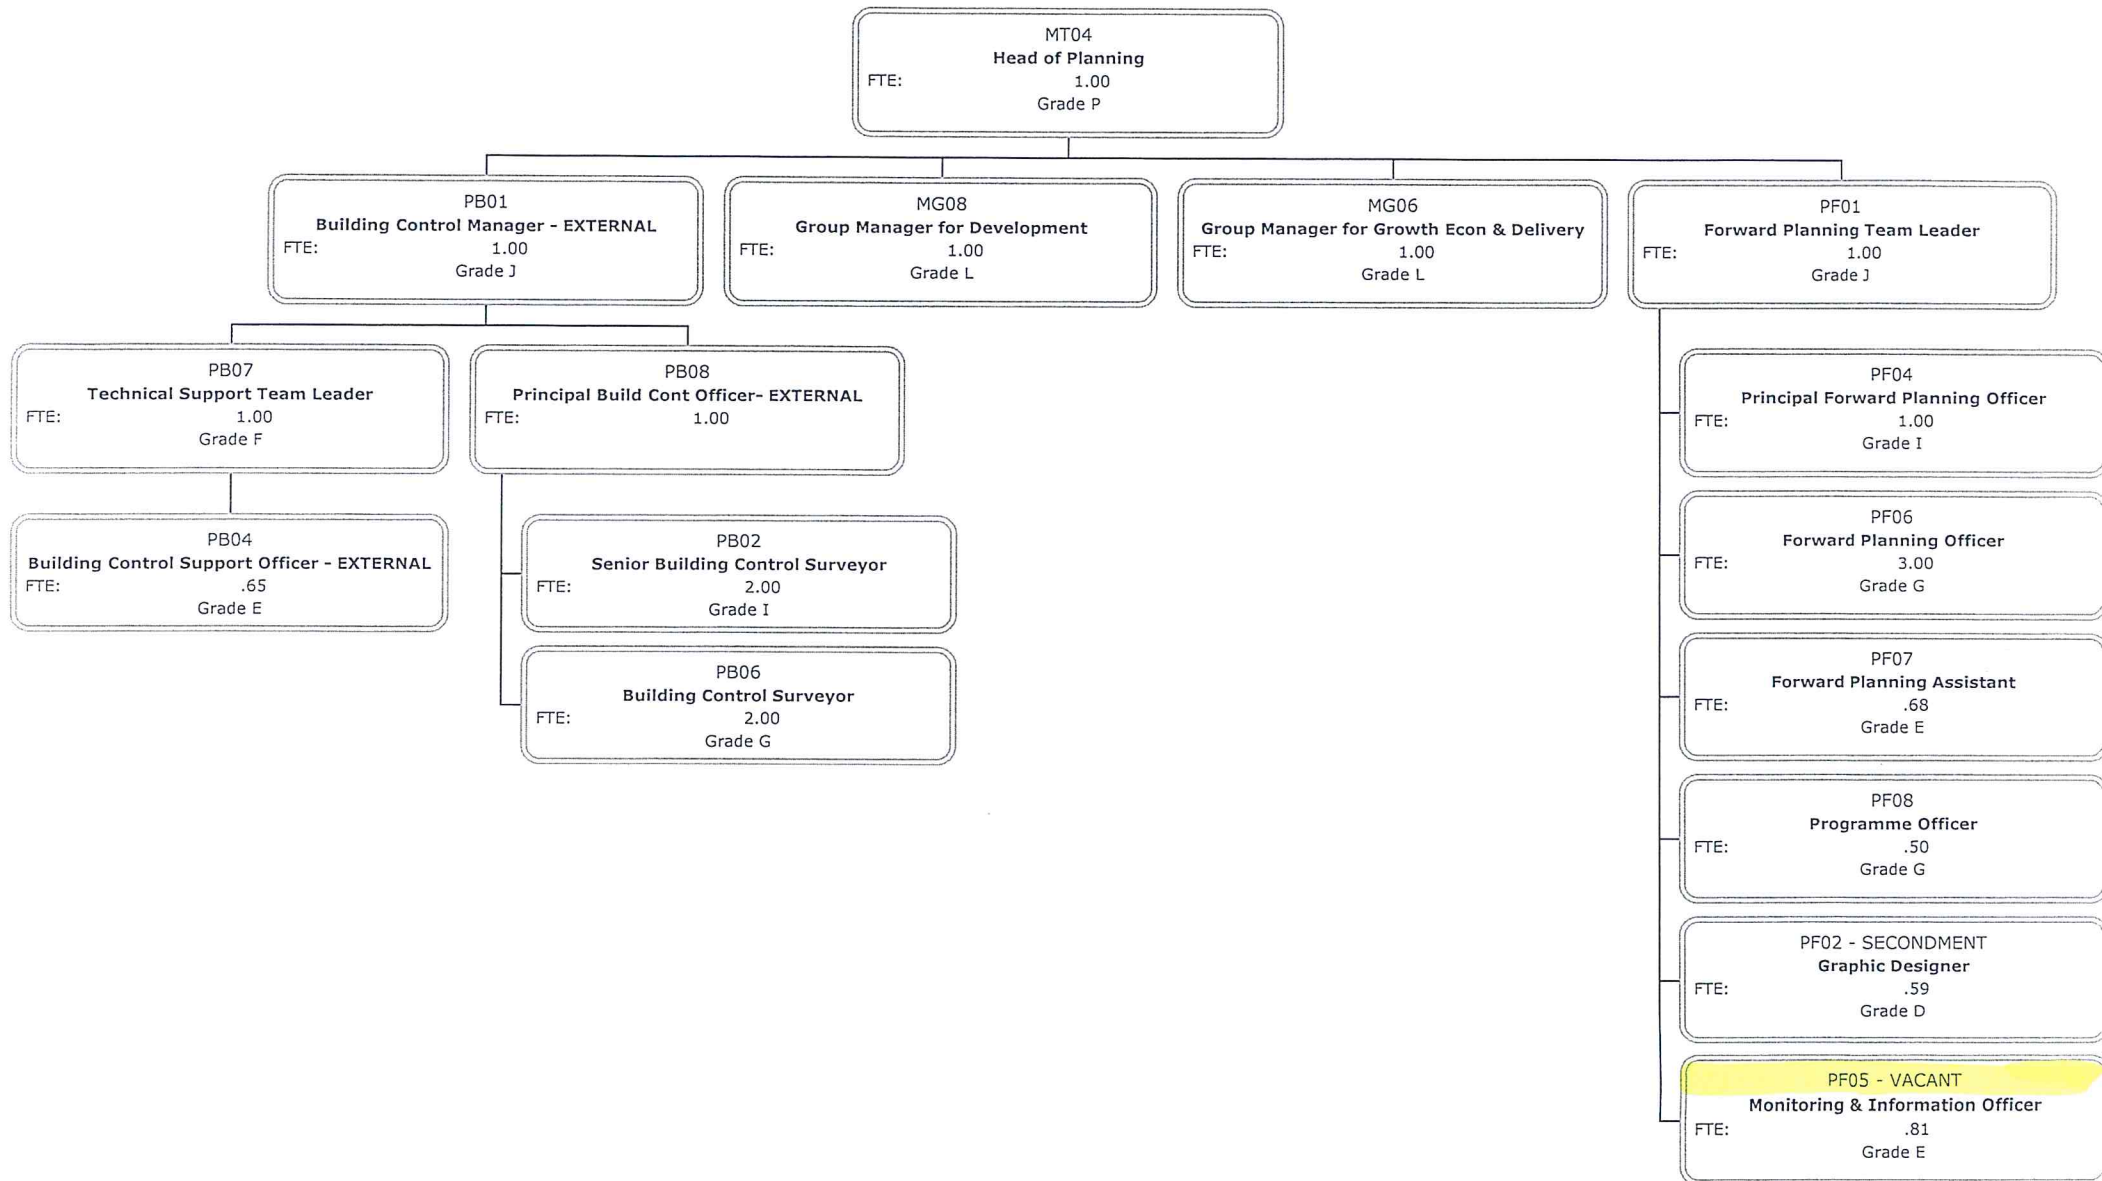 MT04
Head of Planning
FTE: 1.00
Grade P
PB01
Building Control Manager - EXTERNAL
FTE: 1.00
Grade J
MG08
Group Manager for Development
FTE: 1.00
Grade L
MG06
Group Manager for Growth Econ & Delivery
FTE: 1.00
Grade L
PF01
Forward Planning Team Leader
FTE: 1.00
Grade J
PB07
Technical Support Team Leader
FTE: 1.00
Grade F
PB08
Principal Build Cont Officer- EXTERNAL
FTE: 1.00
PB04
Building Control Support Officer - EXTERNAL
FTE: .65
Grade E
PB02
Senior Building Control Surveyor
FTE: 2.00
Grade I
PB06
Building Control Surveyor
FTE: 2.00
Grade G
PF04
Principal Forward Planning Officer
FTE: 1.00
Grade I
PF06
Forward Planning Officer
FTE: 3.00
Grade G
PF07
Forward Planning Assistant
FTE: .68
Grade E
PF08
Programme Officer
FTE: .50
Grade G
PF02 - SECONDMENT
Graphic Designer
FTE: .59
Grade D
PF05 - VACANT
Monitoring & Information Officer
FTE: .81
Grade E